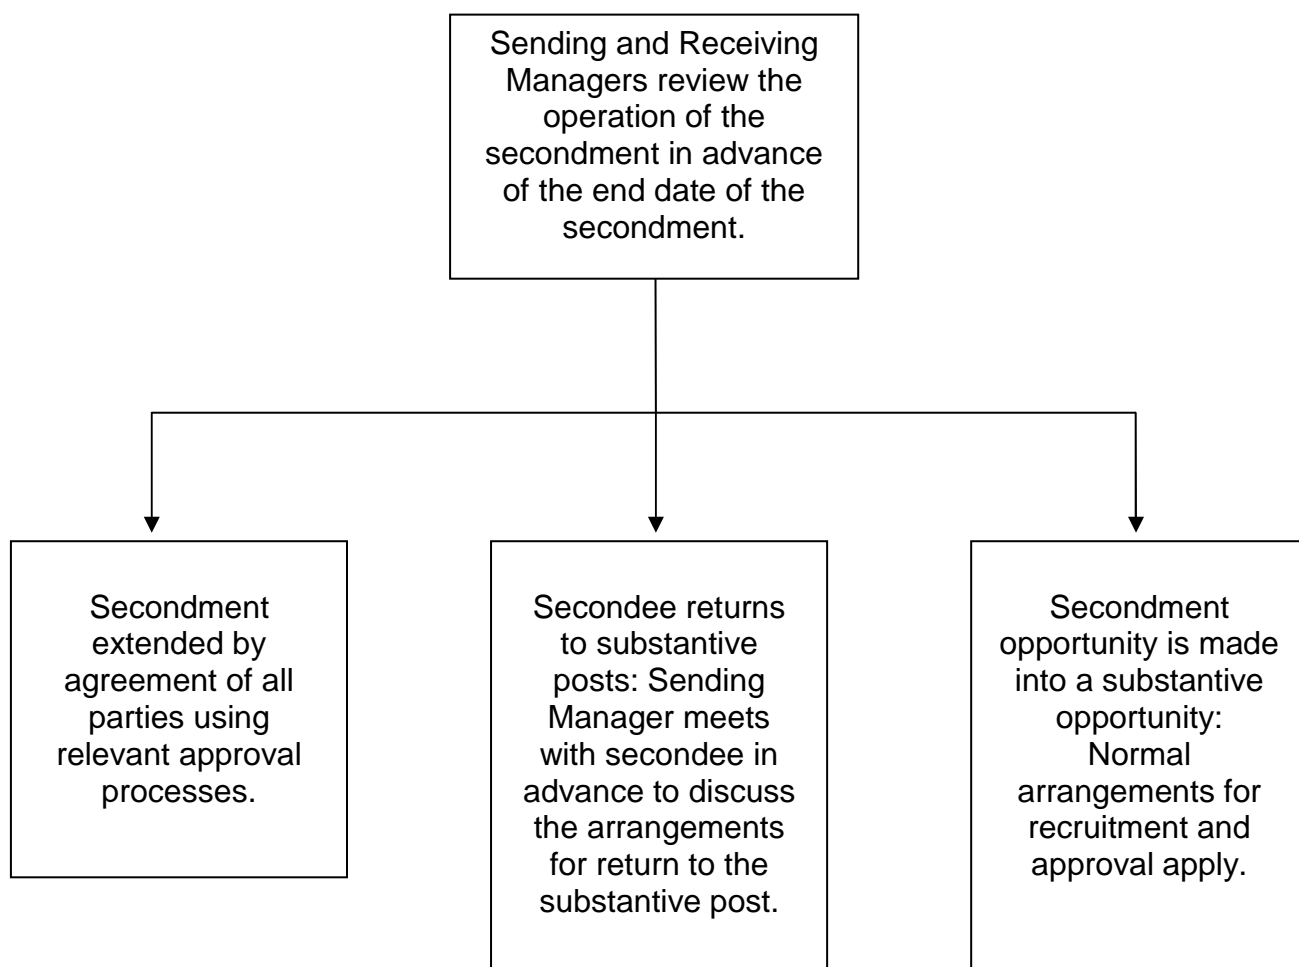 Sending and Receiving
Managers review the
operation of the
secondment in advance
of the end date of the
secondment.
Secondment
extended by
agreement of all
parties using
relevant approval
processes.
Secondee returns
to substantive
posts: Sending
Manager meets
with secondee in
advance to discuss
the arrangements
for return to the
substantive post.
Secondment
opportunity is made
into a substantive
opportunity:
Normal
arrangements for
recruitment and
approval apply.